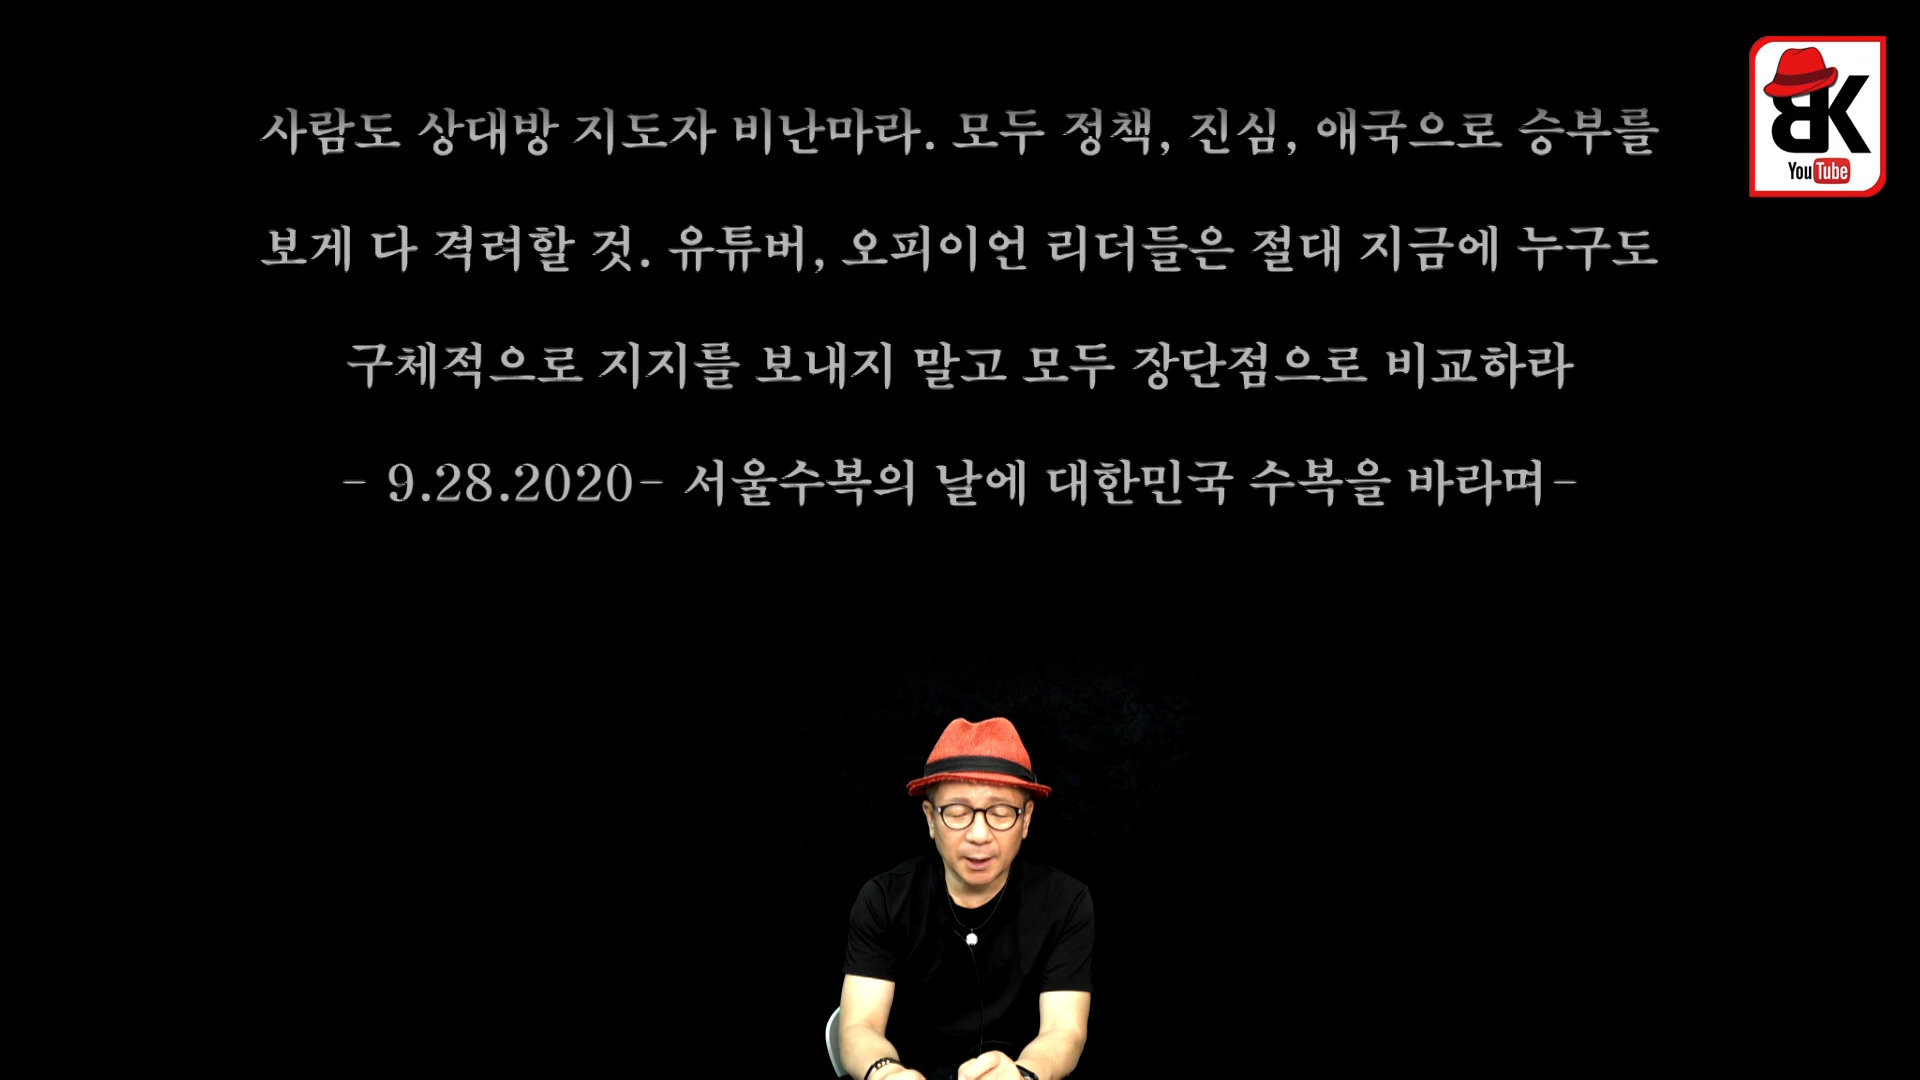 사람도 상대방 지도자 비난마라. 모두 정책, 진심, 애국으로 승부를
보게 다 격려할 것. 유튜버, 오피이언 리더들은 절대 지금에 누구도
구체적으로 지지를 보내지 말고 모두 장단점으로 비교하라
- 9.28.2020- 서울수복의 날에 대한민국 수복을 바라며-
BK
YouTube